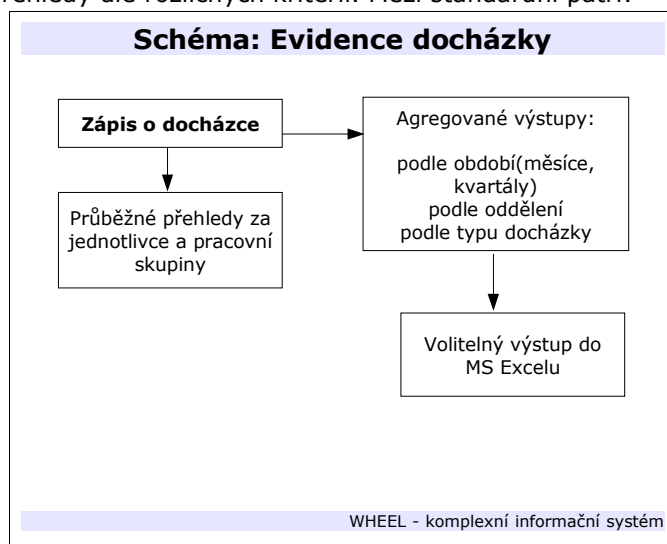 řehledy dle rozličných kritérií. Mezi standardní patří:
Schéma: Evidence docházky
Zápis o docházce
Průběžné přehledy za
jednotlivce a pracovní
skupiny
Agregované výstupy:
podle období(měsíce,
kvartály)
podle oddělení
podle typu docházky
Volitelný výstup do
MS Excelu
WHEEL - komplexní informační systém